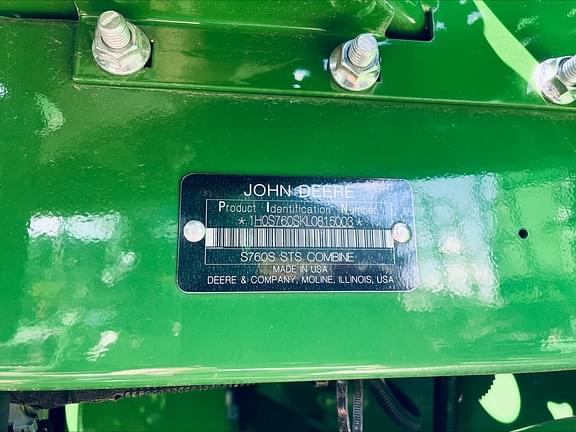 JOHN DEERE
Product Identification Number
*1H0S760SKL0815003*
S760S STS COMBINE
MADE IN USA
DEERE & COMPANY, MOLINE, ILLINOIS, USA